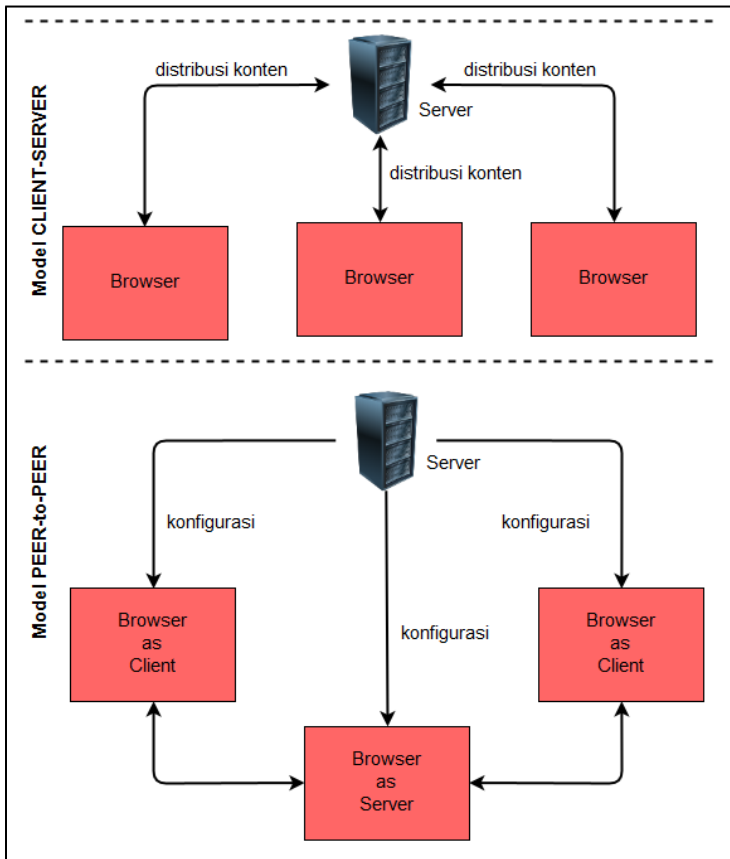 Model CLIENT-SERVER
distribusi konten
distribusi konten
Server
distribusi konten
Browser
Browser
Browser
Model PEER-to-PEER
Server
konfigurasi
konfigurasi
konfigurasi
Browser
as
Client
Browser
as
Client
Browser
as
Server